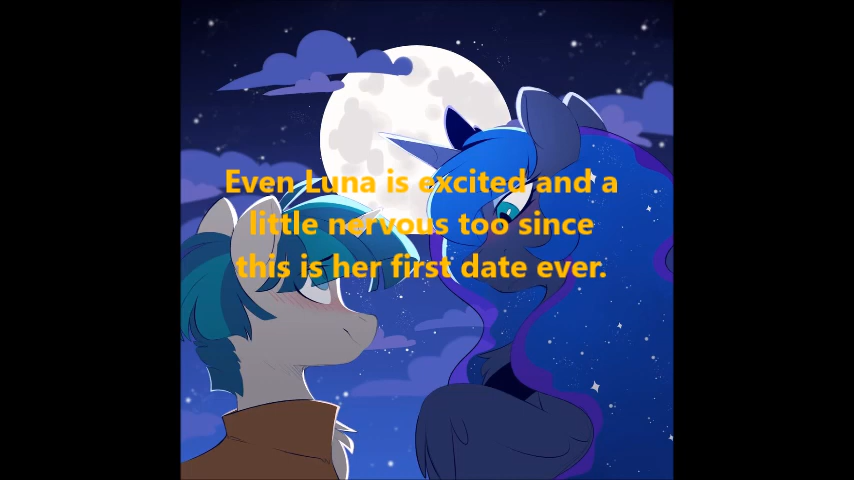 Even Luna is excited and a
little nervous too since
this is her first date ever.